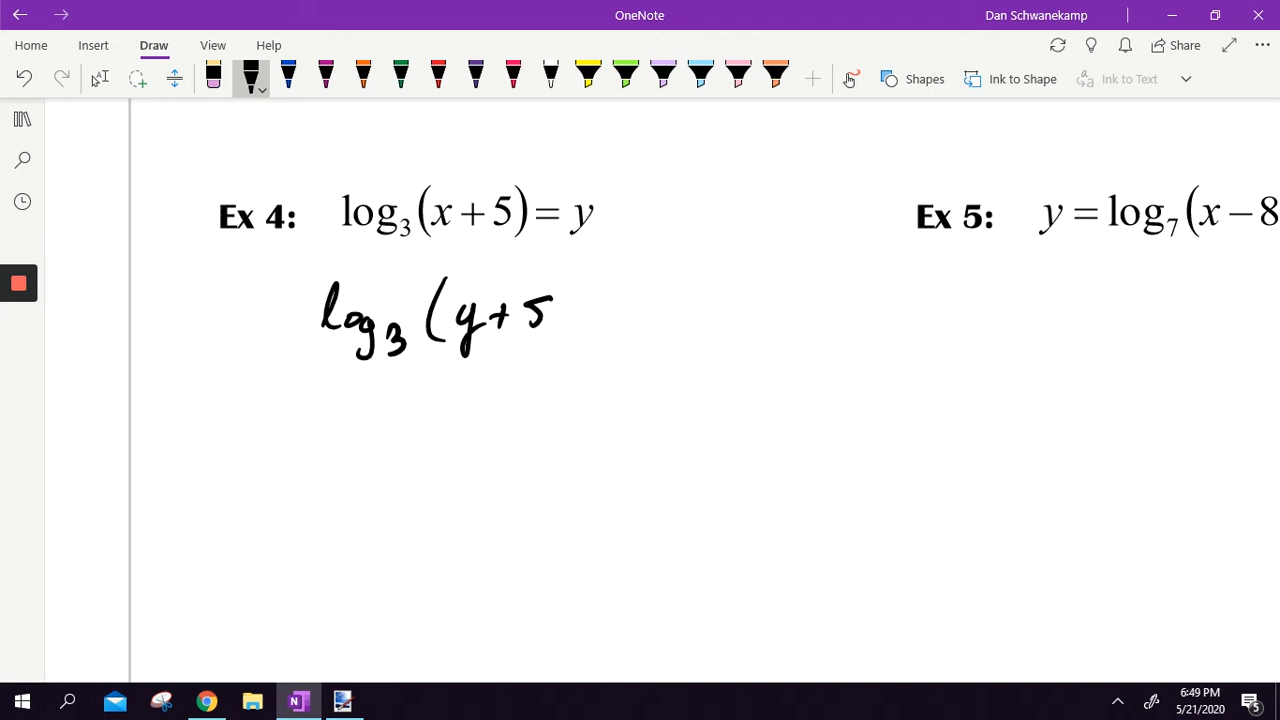 OneNote
Dan Schwanekamp
Home Insert Draw View Help
Share
Shapes
Ink to Shape
Ink to Text
Ex 4: log₃(x + 5) = y
Ex 5: y = log₇(x − 8
log₃ (y + 5
N
6:49 PM
5/21/2020
5